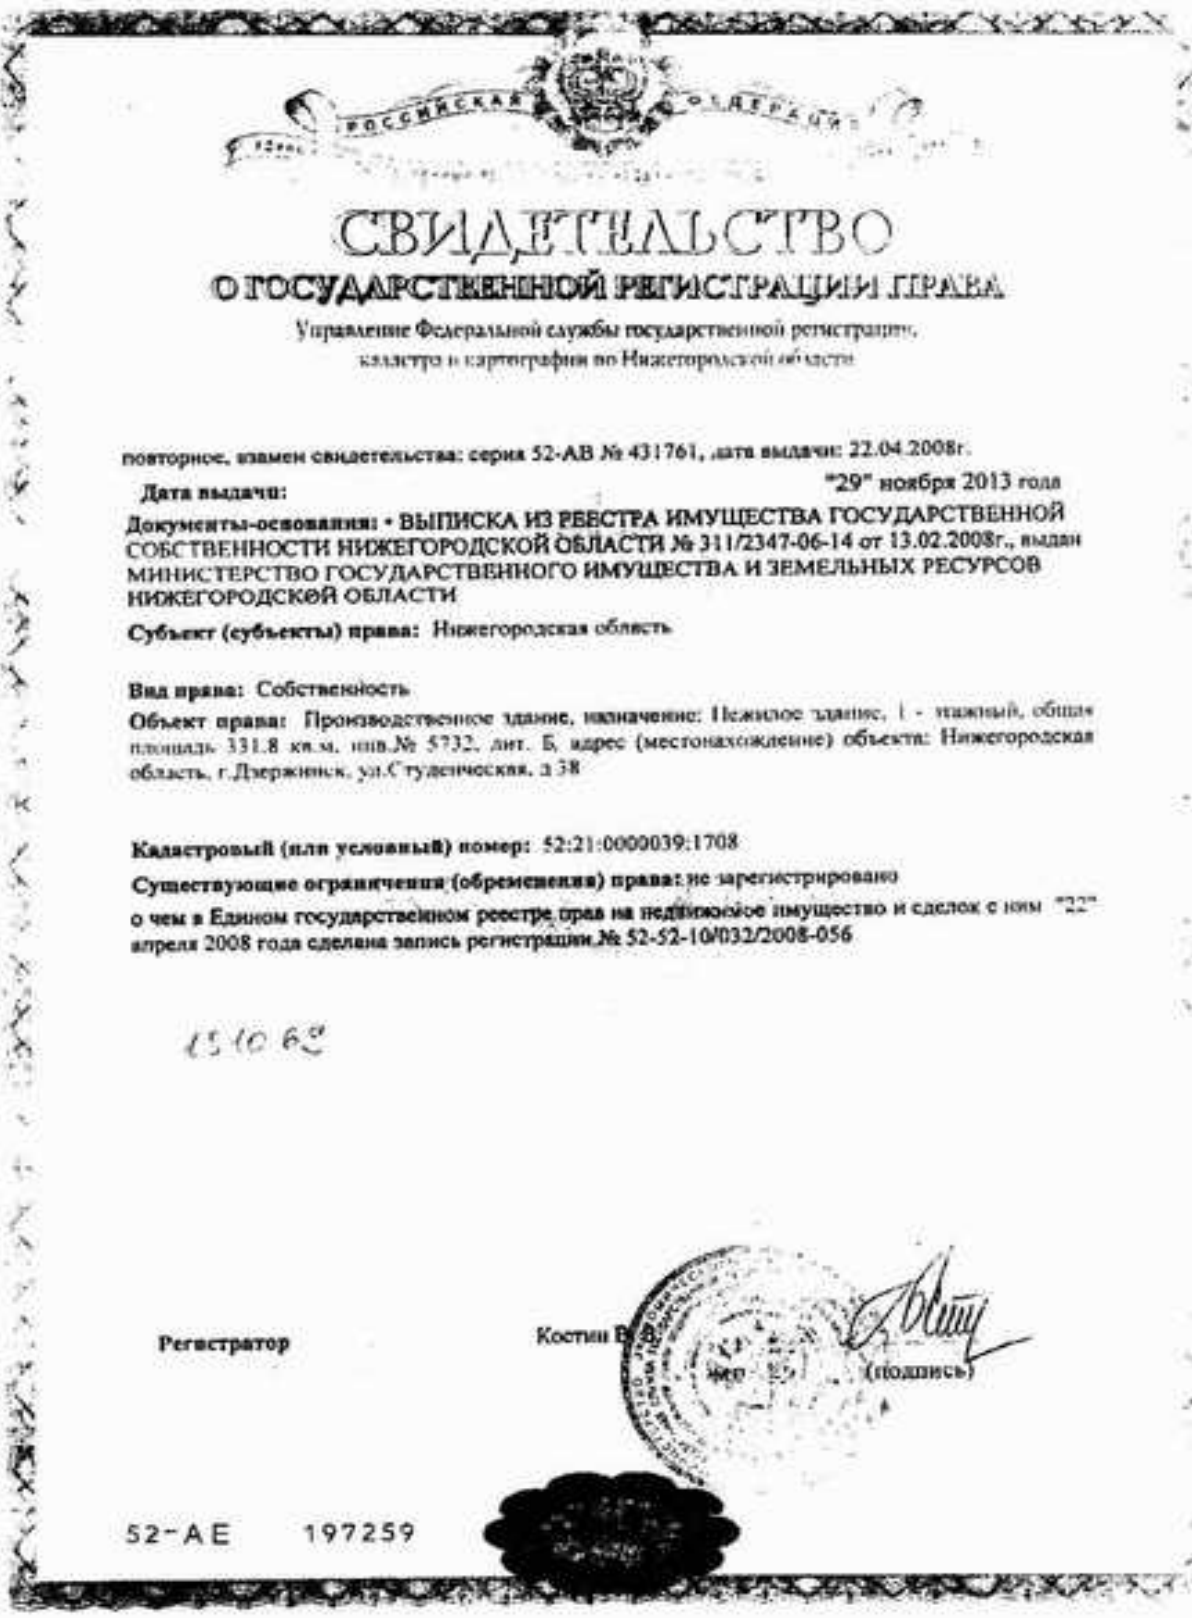 РОССИЙСКАЯ ФЕДЕРАЦИЯ
СВИДЕТЕЛЬСТВО
О ГОСУДАРСТВЕННОЙ РЕГИСТРАЦИИ ПРАВА
Управление Федеральной службы государственной регистрации,
кадастра и картографии по Нижегородской области
повторное, взамен свидетельства: серия 52-АВ № 431761, дата выдачи: 22.04.2008г.
Дата выдачи: "29" ноября 2013 года
Документы-основания: • ВЫПИСКА ИЗ РЕЕСТРА ИМУЩЕСТВА ГОСУДАРСТВЕННОЙ
СОБСТВЕННОСТИ НИЖЕГОРОДСКОЙ ОБЛАСТИ № 311/2347-06-14 от 13.02.2008г., выдан
МИНИСТЕРСТВО ГОСУДАРСТВЕННОГО ИМУЩЕСТВА И ЗЕМЕЛЬНЫХ РЕСУРСОВ
НИЖЕГОРОДСКОЙ ОБЛАСТИ
Субъект (субъекты) права: Нижегородская область
Вид права: Собственность
Объект права: Производственное здание, назначение: Нежилое здание, 1 - этажный, общая
площадь 331.8 кв.м, инв.№ 5732, лит. Б, адрес (местонахождение) объекта: Нижегородская
область, г.Дзержинск, ул.Студенческая, д 38
Кадастровый (или условный) номер: 52:21:0000039:1708
Существующие ограничения (обременения) права: не зарегистрировано
о чем в Едином государственном реестре прав на недвижимое имущество и сделок с ним "22"
апреля 2008 года сделана запись регистрации № 52-52-10/032/2008-056
Регистратор Костин В. В.
(подпись)
52-АЕ 197259